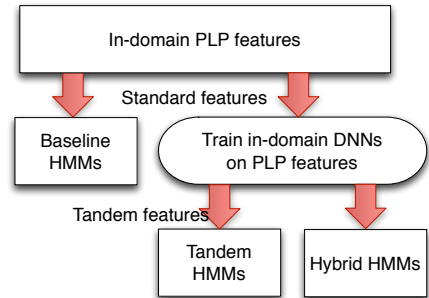 In-domain PLP features
Standard features
Baseline
HMMs
Train in-domain DNNs
on PLP features
Tandem features
Tandem
HMMs
Hybrid HMMs